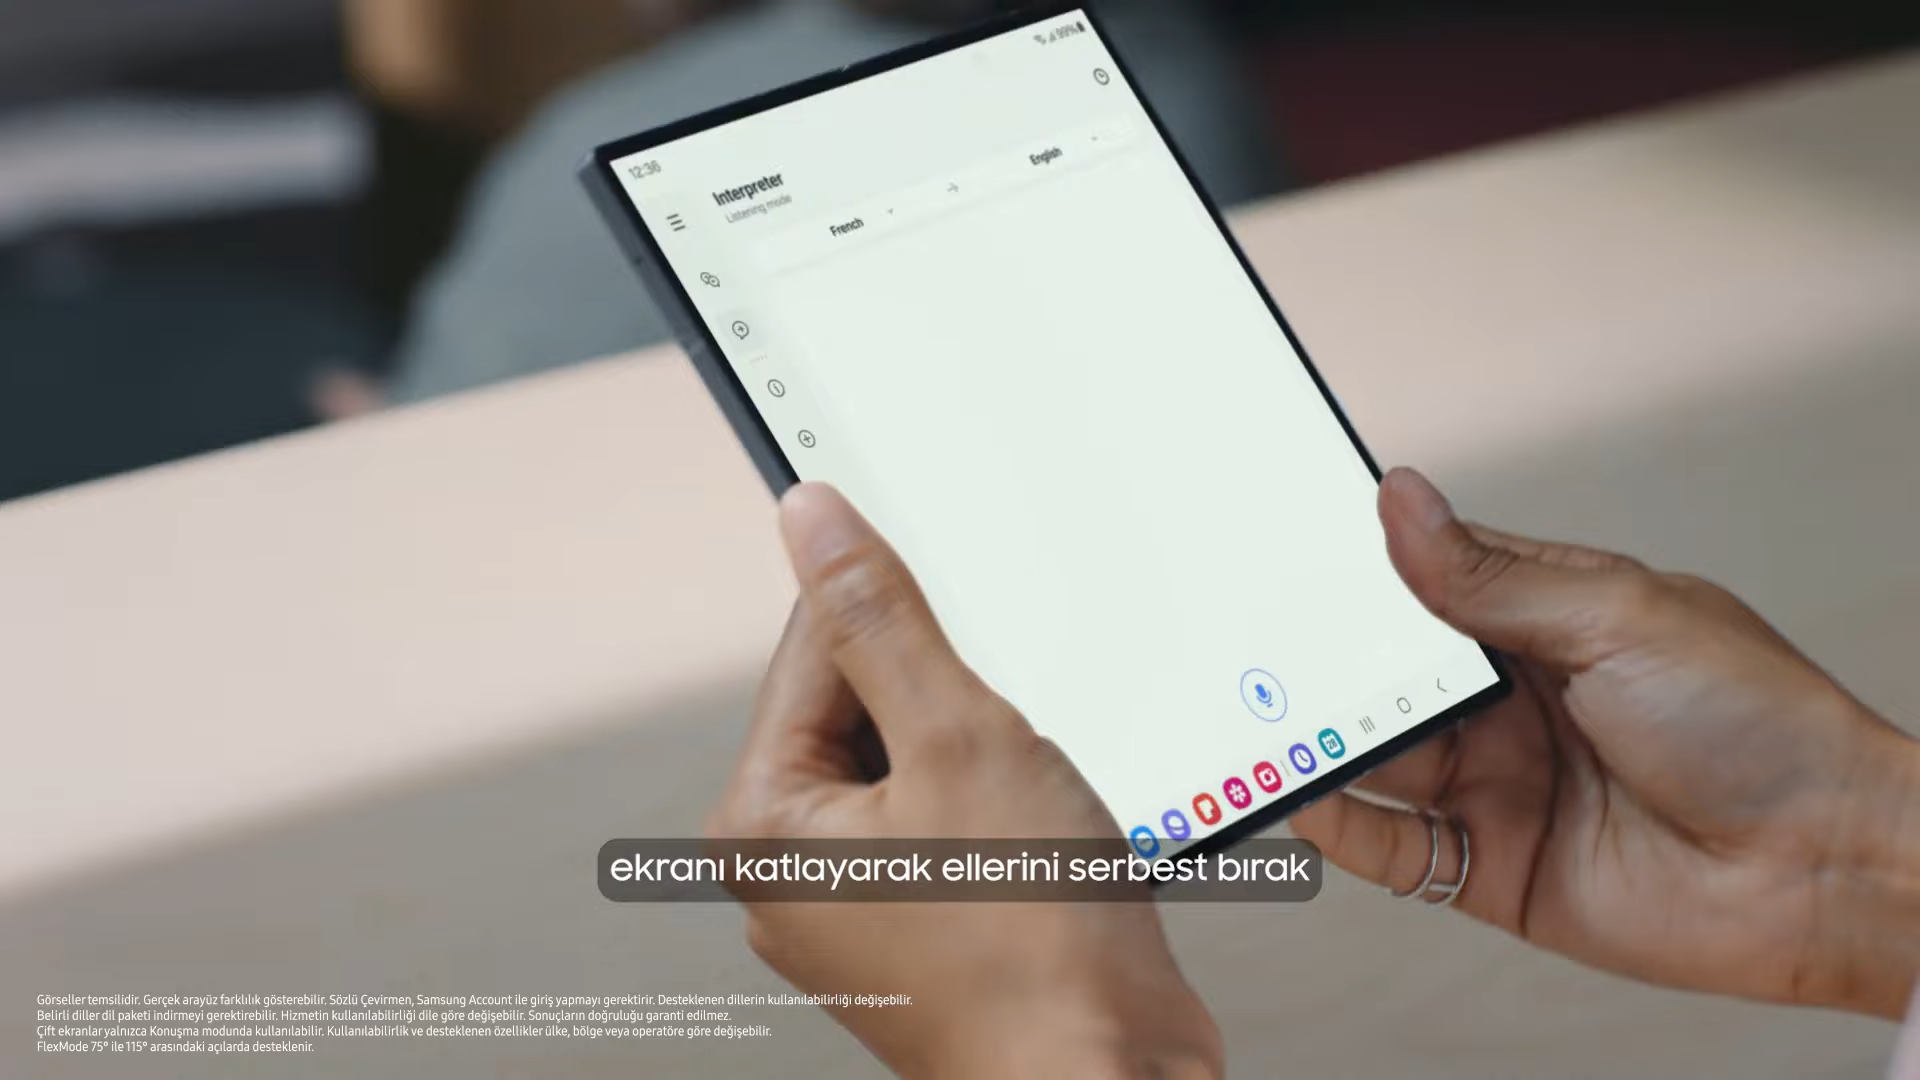 99%
12:36
Interpreter
Listening mode
French → English
ekranı katlayarak ellerini serbest bırak
Görseller temsilidir. Gerçek arayüz farklılık gösterebilir. Sözlü Çevirmen, Samsung Account ile giriş yapmayı gerektirir. Desteklenen dillerin kullanılabilirliği değişebilir.
Belirli diller dil paketi indirmeyi gerektirebilir. Hizmetin kullanılabilirliği dile göre değişebilir. Sonuçların doğruluğu garanti edilmez.
Çift ekranlar yalnızca Konuşma modunda kullanılabilir. Kullanılabilirlik ve desteklenen özellikler ülke, bölge veya operatöre göre değişebilir.
FlexMode 75° ile 115° arasındaki açılarda desteklenir.